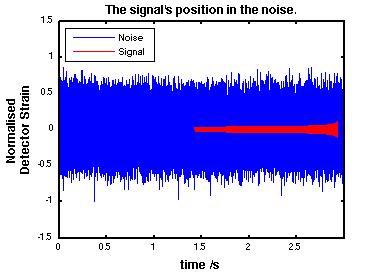 The signal's position in the noise.
1.5
Noise
Signal
1
0.5
0
-0.5
-1
-1.5
Normalised
Detector Strain
0 0.5 1 1.5 2 2.5
time /s